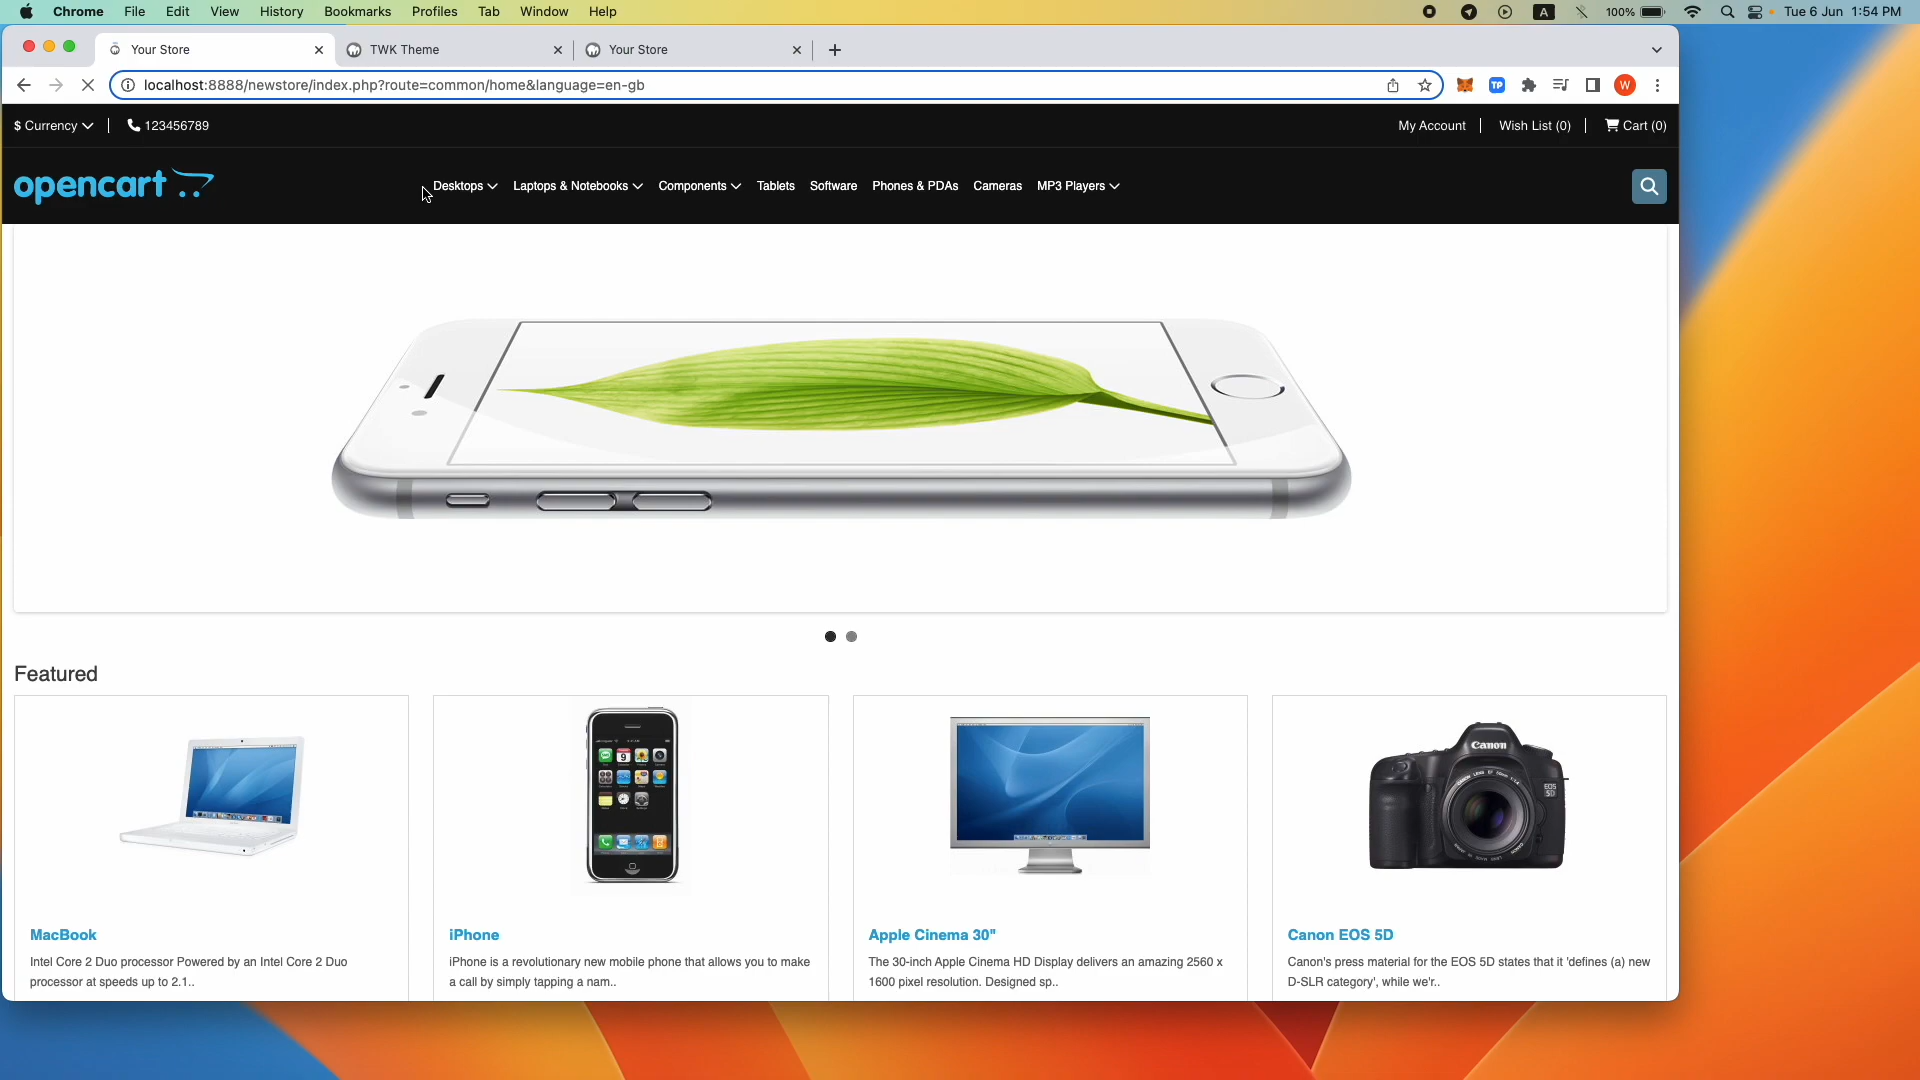 Chrome File Edit View History Bookmarks Profiles Tab Window Help
A 100% Tue 6 Jun 1:54 PM
Your Store
TWK Theme
Your Store
localhost:8888/newstore/index.php?route=common/home&language=en-gb
TP
W
$ Currency
123456789
My Account
Wish List (0)
Cart (0)
opencart
Desktops
Laptops & Notebooks
Components
Tablets
Software
Phones & PDAs
Cameras
MP3 Players
Featured
Canon
EOS
5D
MacBook
Intel Core 2 Duo processor Powered by an Intel Core 2 Duo
processor at speeds up to 2.1..
iPhone
iPhone is a revolutionary new mobile phone that allows you to make
a call by simply tapping a nam..
Apple Cinema 30"
The 30-inch Apple Cinema HD Display delivers an amazing 2560 x
1600 pixel resolution. Designed sp..
Canon EOS 5D
Canon's press material for the EOS 5D states that it 'defines (a) new
D-SLR category', while we'r..